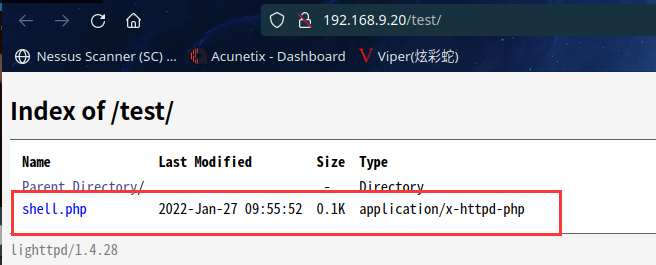 192.168.9.20/test/
Nessus Scanner (SC) ... Acunetix - Dashboard Viper(炫彩蛇)
Index of /test/
Name Last Modified Size Type
Parent Directory/ - Directory
shell.php 2022-Jan-27 09:55:52 0.1K application/x-httpd-php
lighttpd/1.4.28